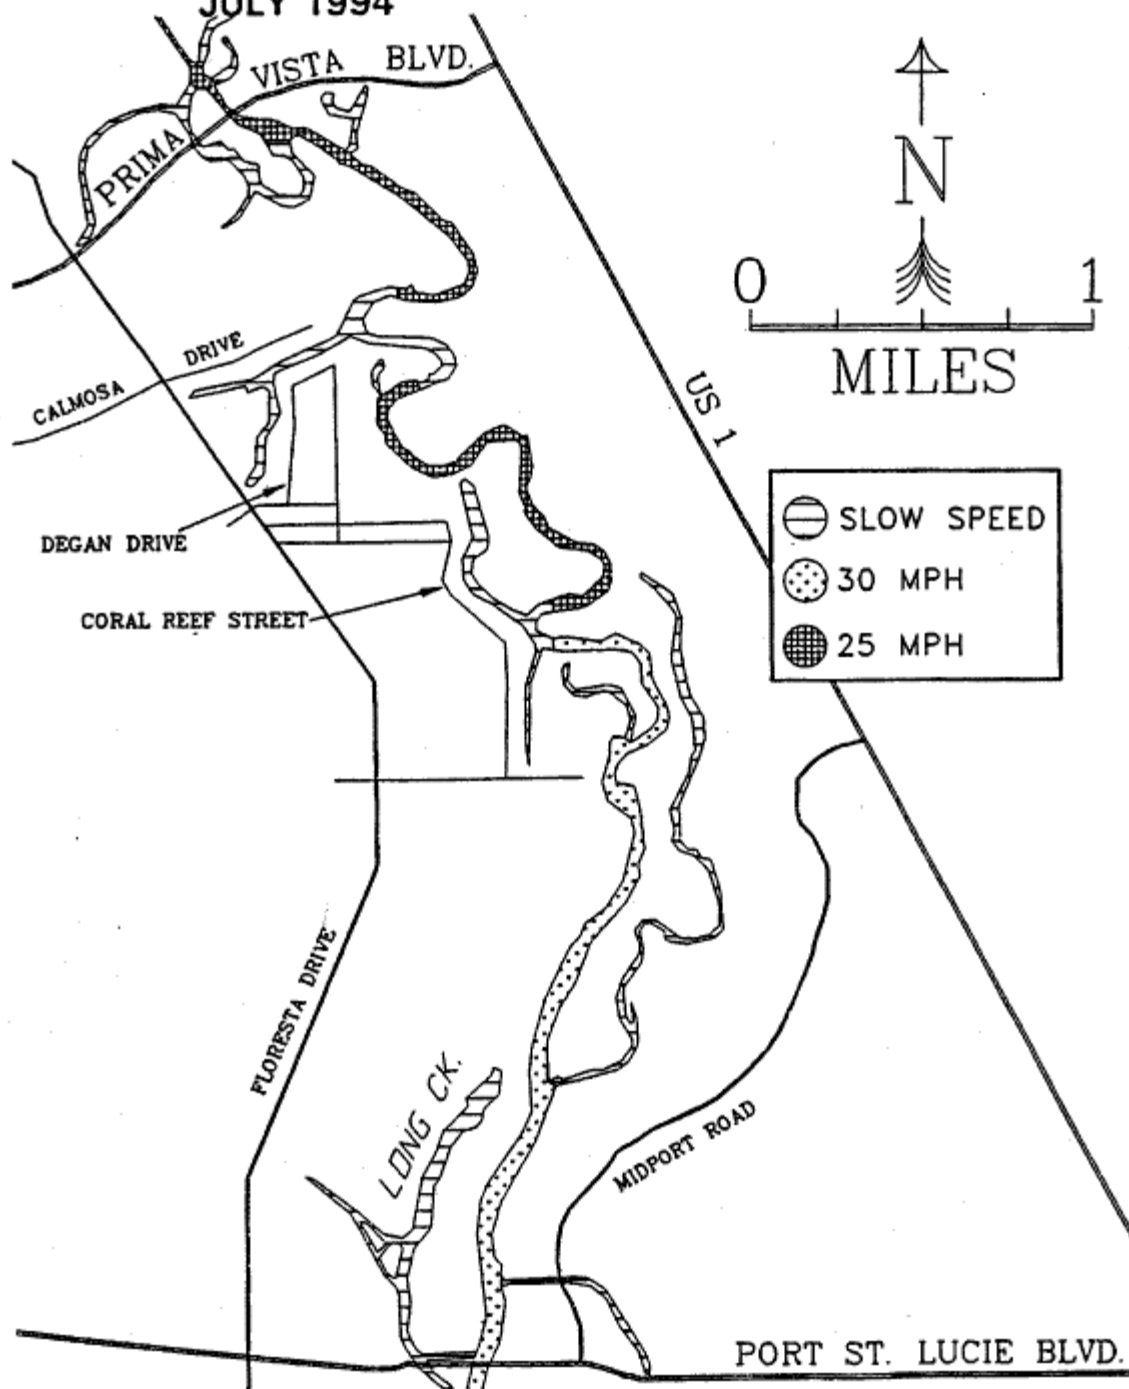 JULY 1994
PRIMA VISTA BLVD.
N
0 1
MILES
CALMOSA DRIVE
US 1
SLOW SPEED
30 MPH
25 MPH
DEGAN DRIVE
CORAL REEF STREET
FLORESTA DRIVE
LONG CK.
MIDPORT ROAD
PORT ST. LUCIE BLVD.